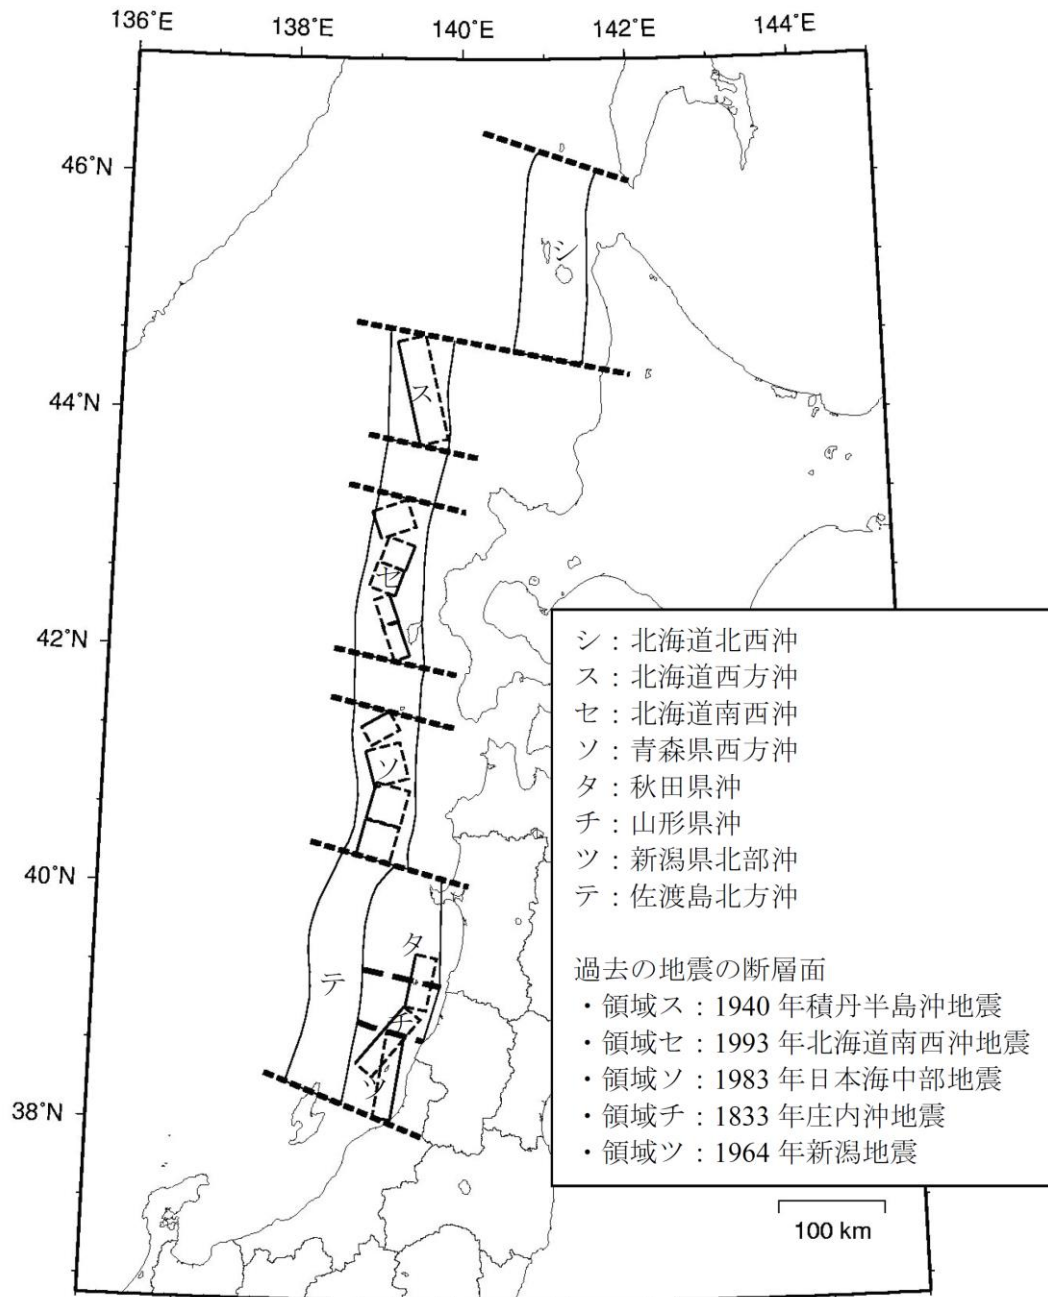 136°E 138°E 140°E 142°E 144°E
46°N
シ
44°N
ス
セ
42°N
ソ
40°N
タ
テ
チ
ツ
38°N
シ：北海道北西沖
ス：北海道西方沖
セ：北海道南西沖
ソ：青森県西方沖
タ：秋田県沖
チ：山形県沖
ツ：新潟県北部沖
テ：佐渡島北方沖
過去の地震の断層面
・領域ス：1940 年積丹半島沖地震
・領域セ：1993 年北海道南西沖地震
・領域ソ：1983 年日本海中部地震
・領域チ：1833 年庄内沖地震
・領域ツ：1964 年新潟地震
100 km